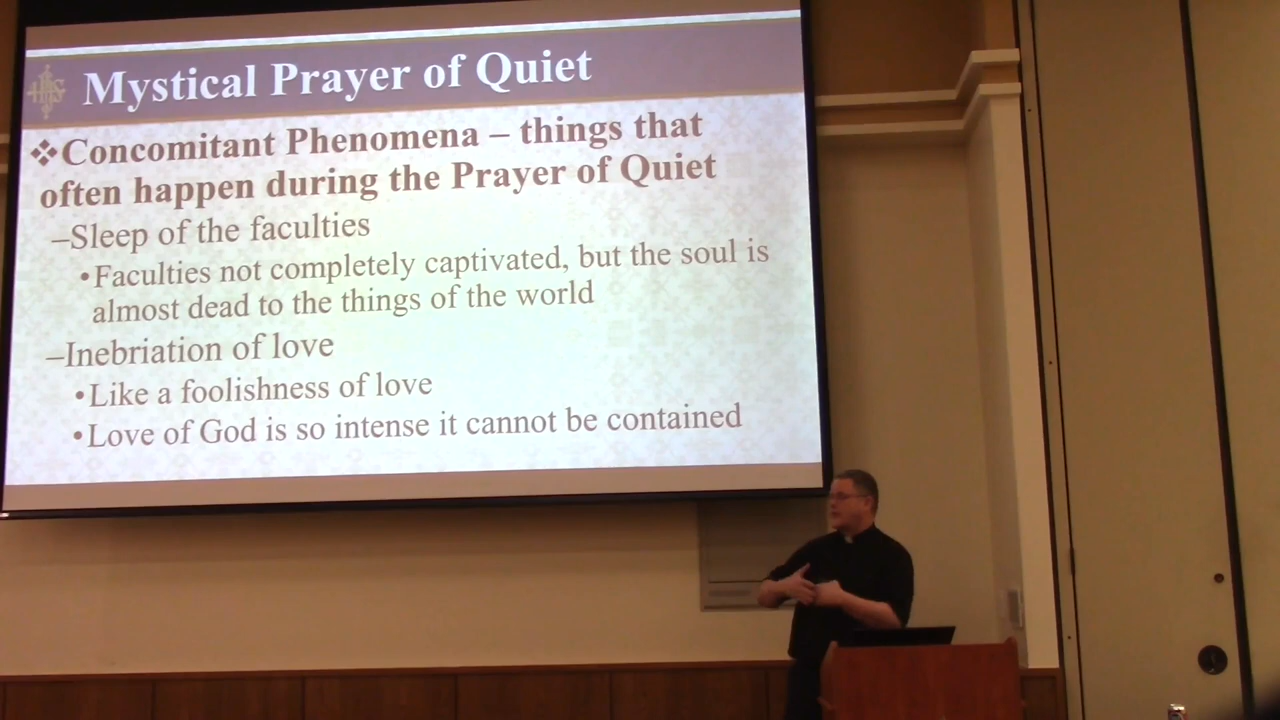 IHS
Mystical Prayer of Quiet
❖Concomitant Phenomena – things that
often happen during the Prayer of Quiet
–Sleep of the faculties
•Faculties not completely captivated, but the soul is
almost dead to the things of the world
–Inebriation of love
•Like a foolishness of love
•Love of God is so intense it cannot be contained